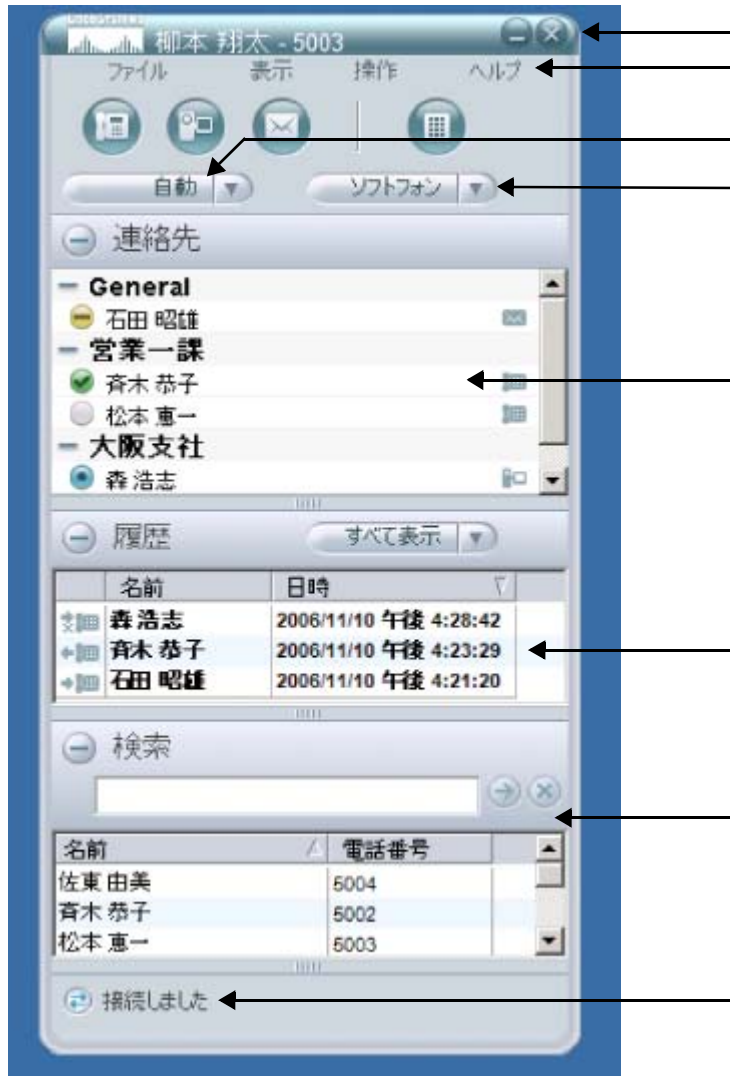 柳本 翔太 - 5003
ファイル 表示 操作 ヘルプ
自動 ソフトフォン
連絡先
General
石田 昭雄
営業一課
斉木 恭子
松本 恵一
大阪支社
森 浩志
履歴 すべて表示
名前 日時
森 浩志 2006/11/10 午後 4:28:42
斉木 恭子 2006/11/10 午後 4:23:29
石田 昭雄 2006/11/10 午後 4:21:20
検索
名前 電話番号
佐東 由美 5004
斉木 恭子 5002
松本 恵一 5003
接続しました